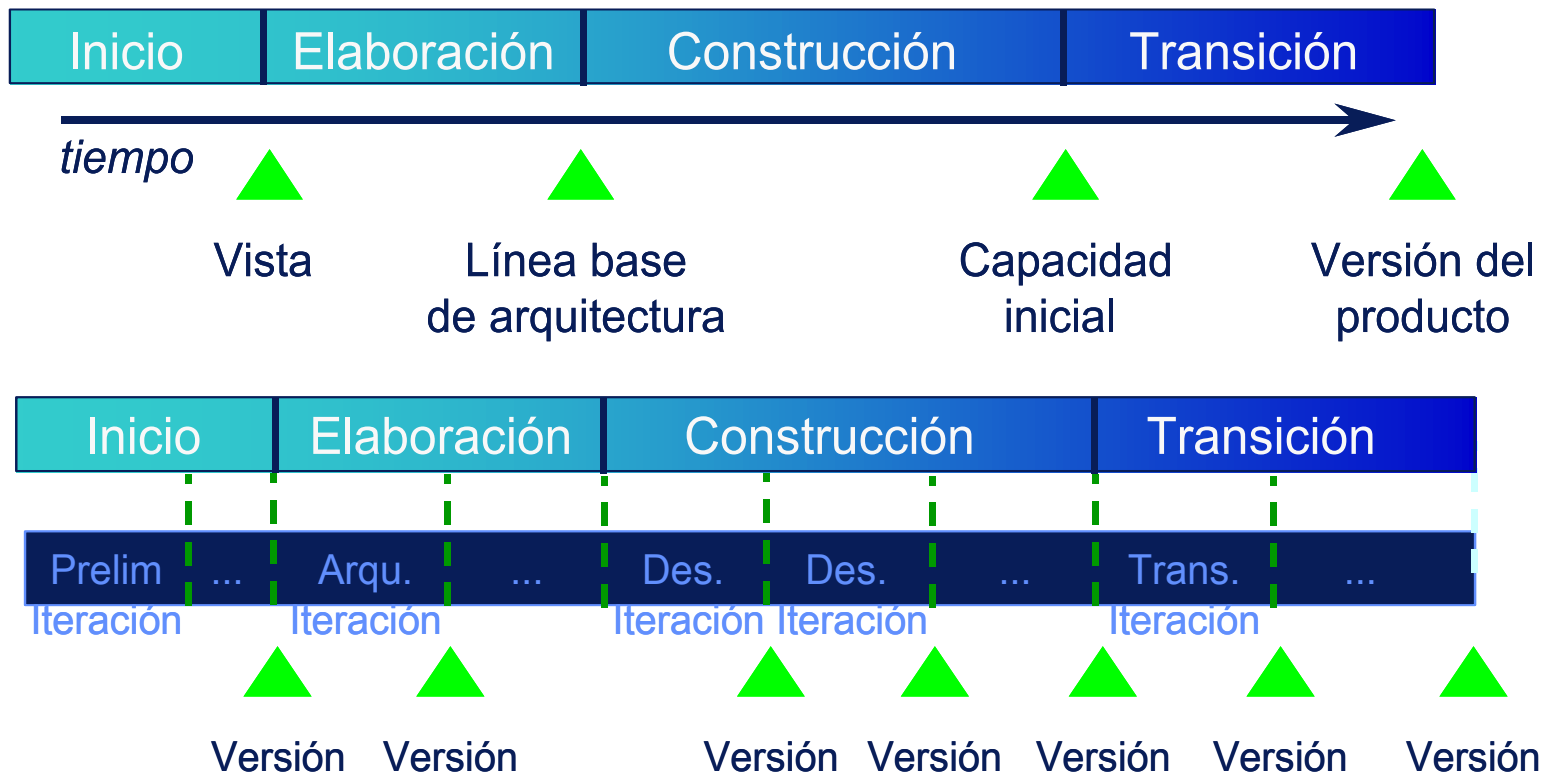 Inicio Elaboración Construcción Transición
tiempo
Vista Línea base Capacidad Versión del
de arquitectura inicial producto
Inicio Elaboración Construcción Transición
Prelim ... Arqu. ... Des. Des. ... Trans. ...
Iteración Iteración Iteración Iteración Iteración
Versión Versión Versión Versión Versión Versión Versión